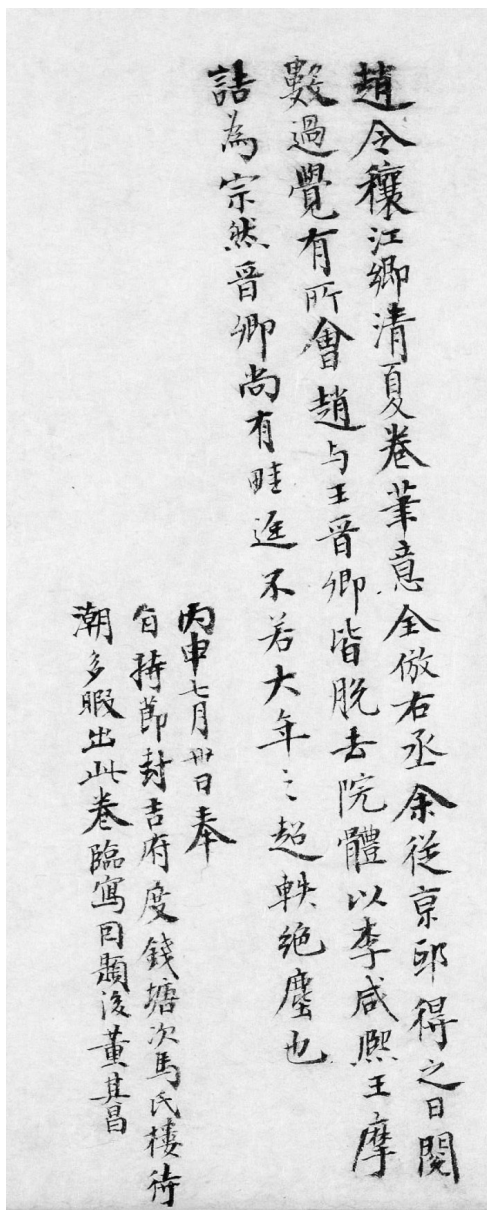 趙令穰江鄉清夏卷筆意全倣右丞余從京邸得之日閱
數過覺有所會趙与王晉卿皆脫去院體以李咸熙王摩
詰為宗然晉卿尚有畦逕不若大年之超軼絕塵也
丙申七月卅日奉
旨持節封吉府度錢塘次馬氏樓待
潮多暇出此卷臨寫因題後董其昌